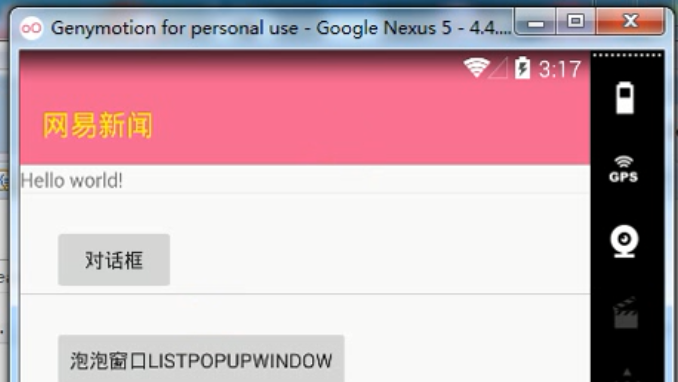 Genymotion for personal use - Google Nexus 5 - 4.4....
3:17
网易新闻
GPS
Hello world!
对话框
泡泡窗口LISTPOPUPWINDOW